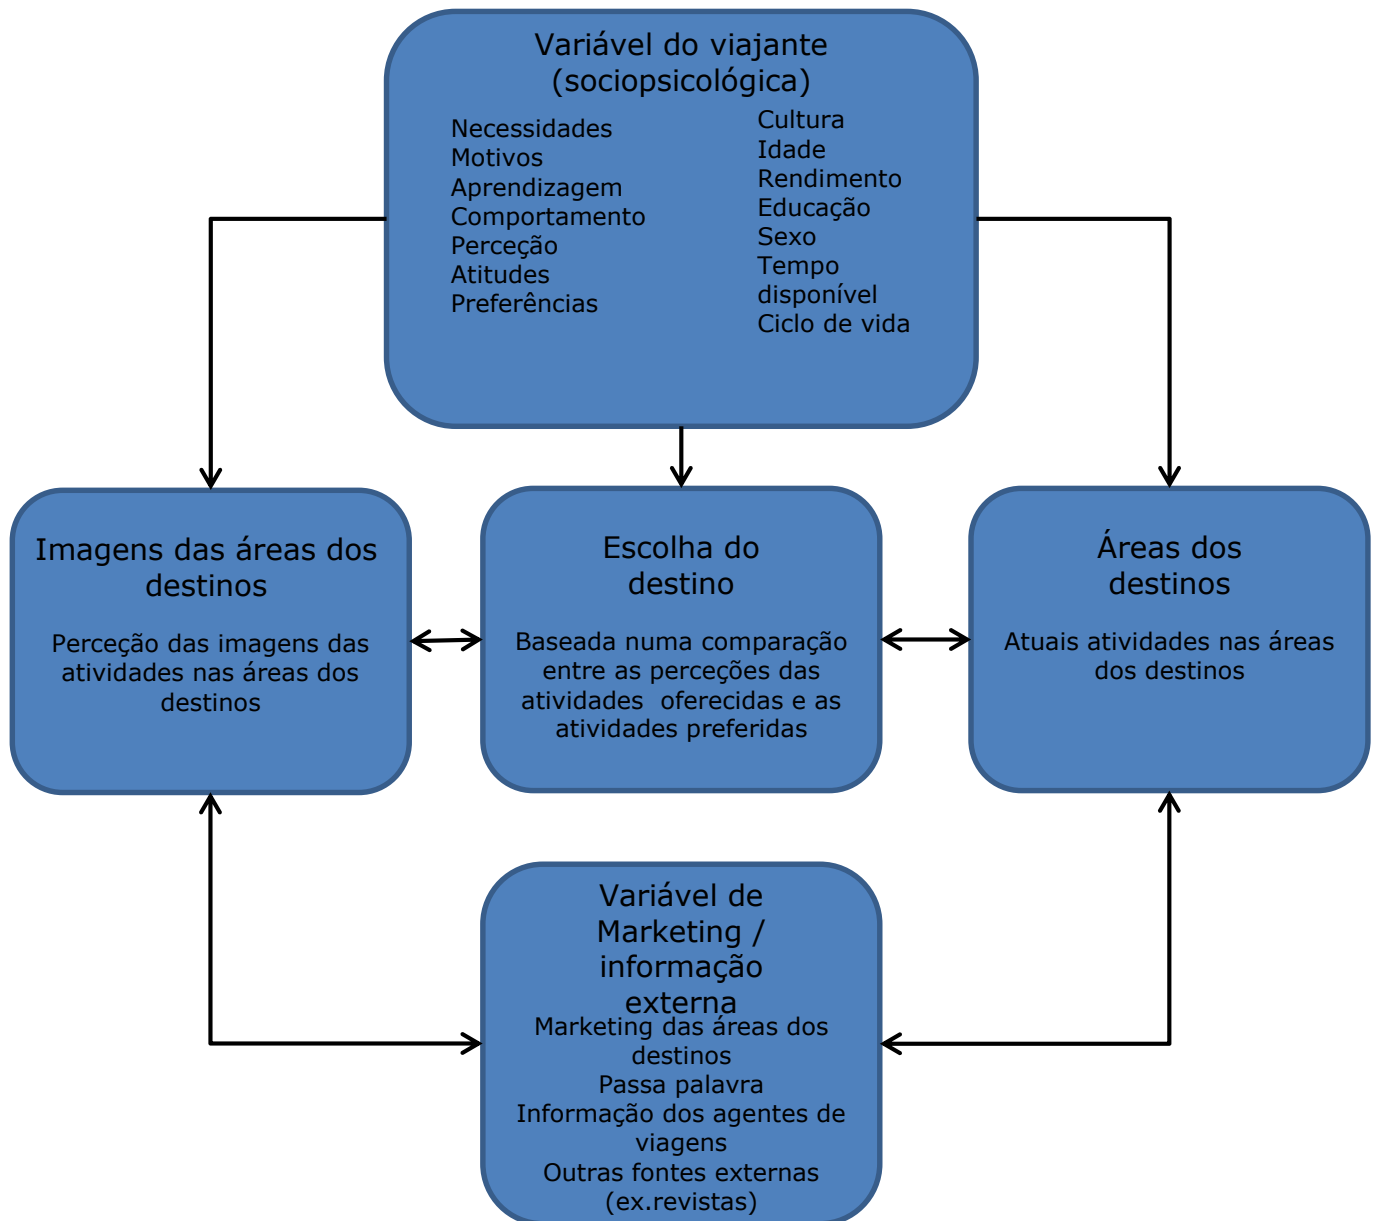 Variável do viajante
(sociopsicológica)
Necessidades
Motivos
Aprendizagem
Comportamento
Perceção
Atitudes
Preferências
Cultura
Idade
Rendimento
Educação
Sexo
Tempo
disponível
Ciclo de vida
Imagens das áreas dos
destinos
Perceção das imagens das
atividades nas áreas dos
destinos
Escolha do
destino
Baseada numa comparação
entre as perceções das
atividades  oferecidas e as
atividades preferidas
Áreas dos
destinos
Atuais atividades nas áreas
dos destinos
Variável de
Marketing /
informação
externa
Marketing das áreas dos
destinos
Passa palavra
Informação dos agentes de
viagens
Outras fontes externas
(ex.revistas)